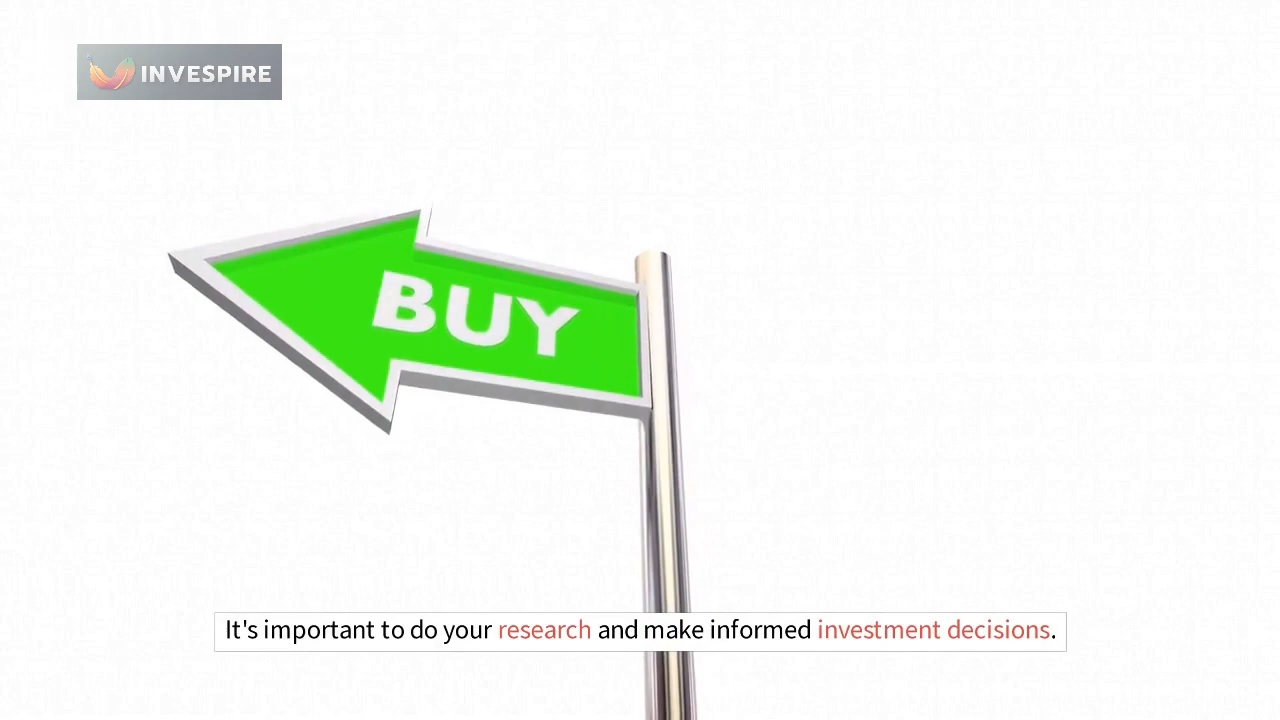 INVESPIRE
BUY
It's important to do your research and make informed investment decisions.